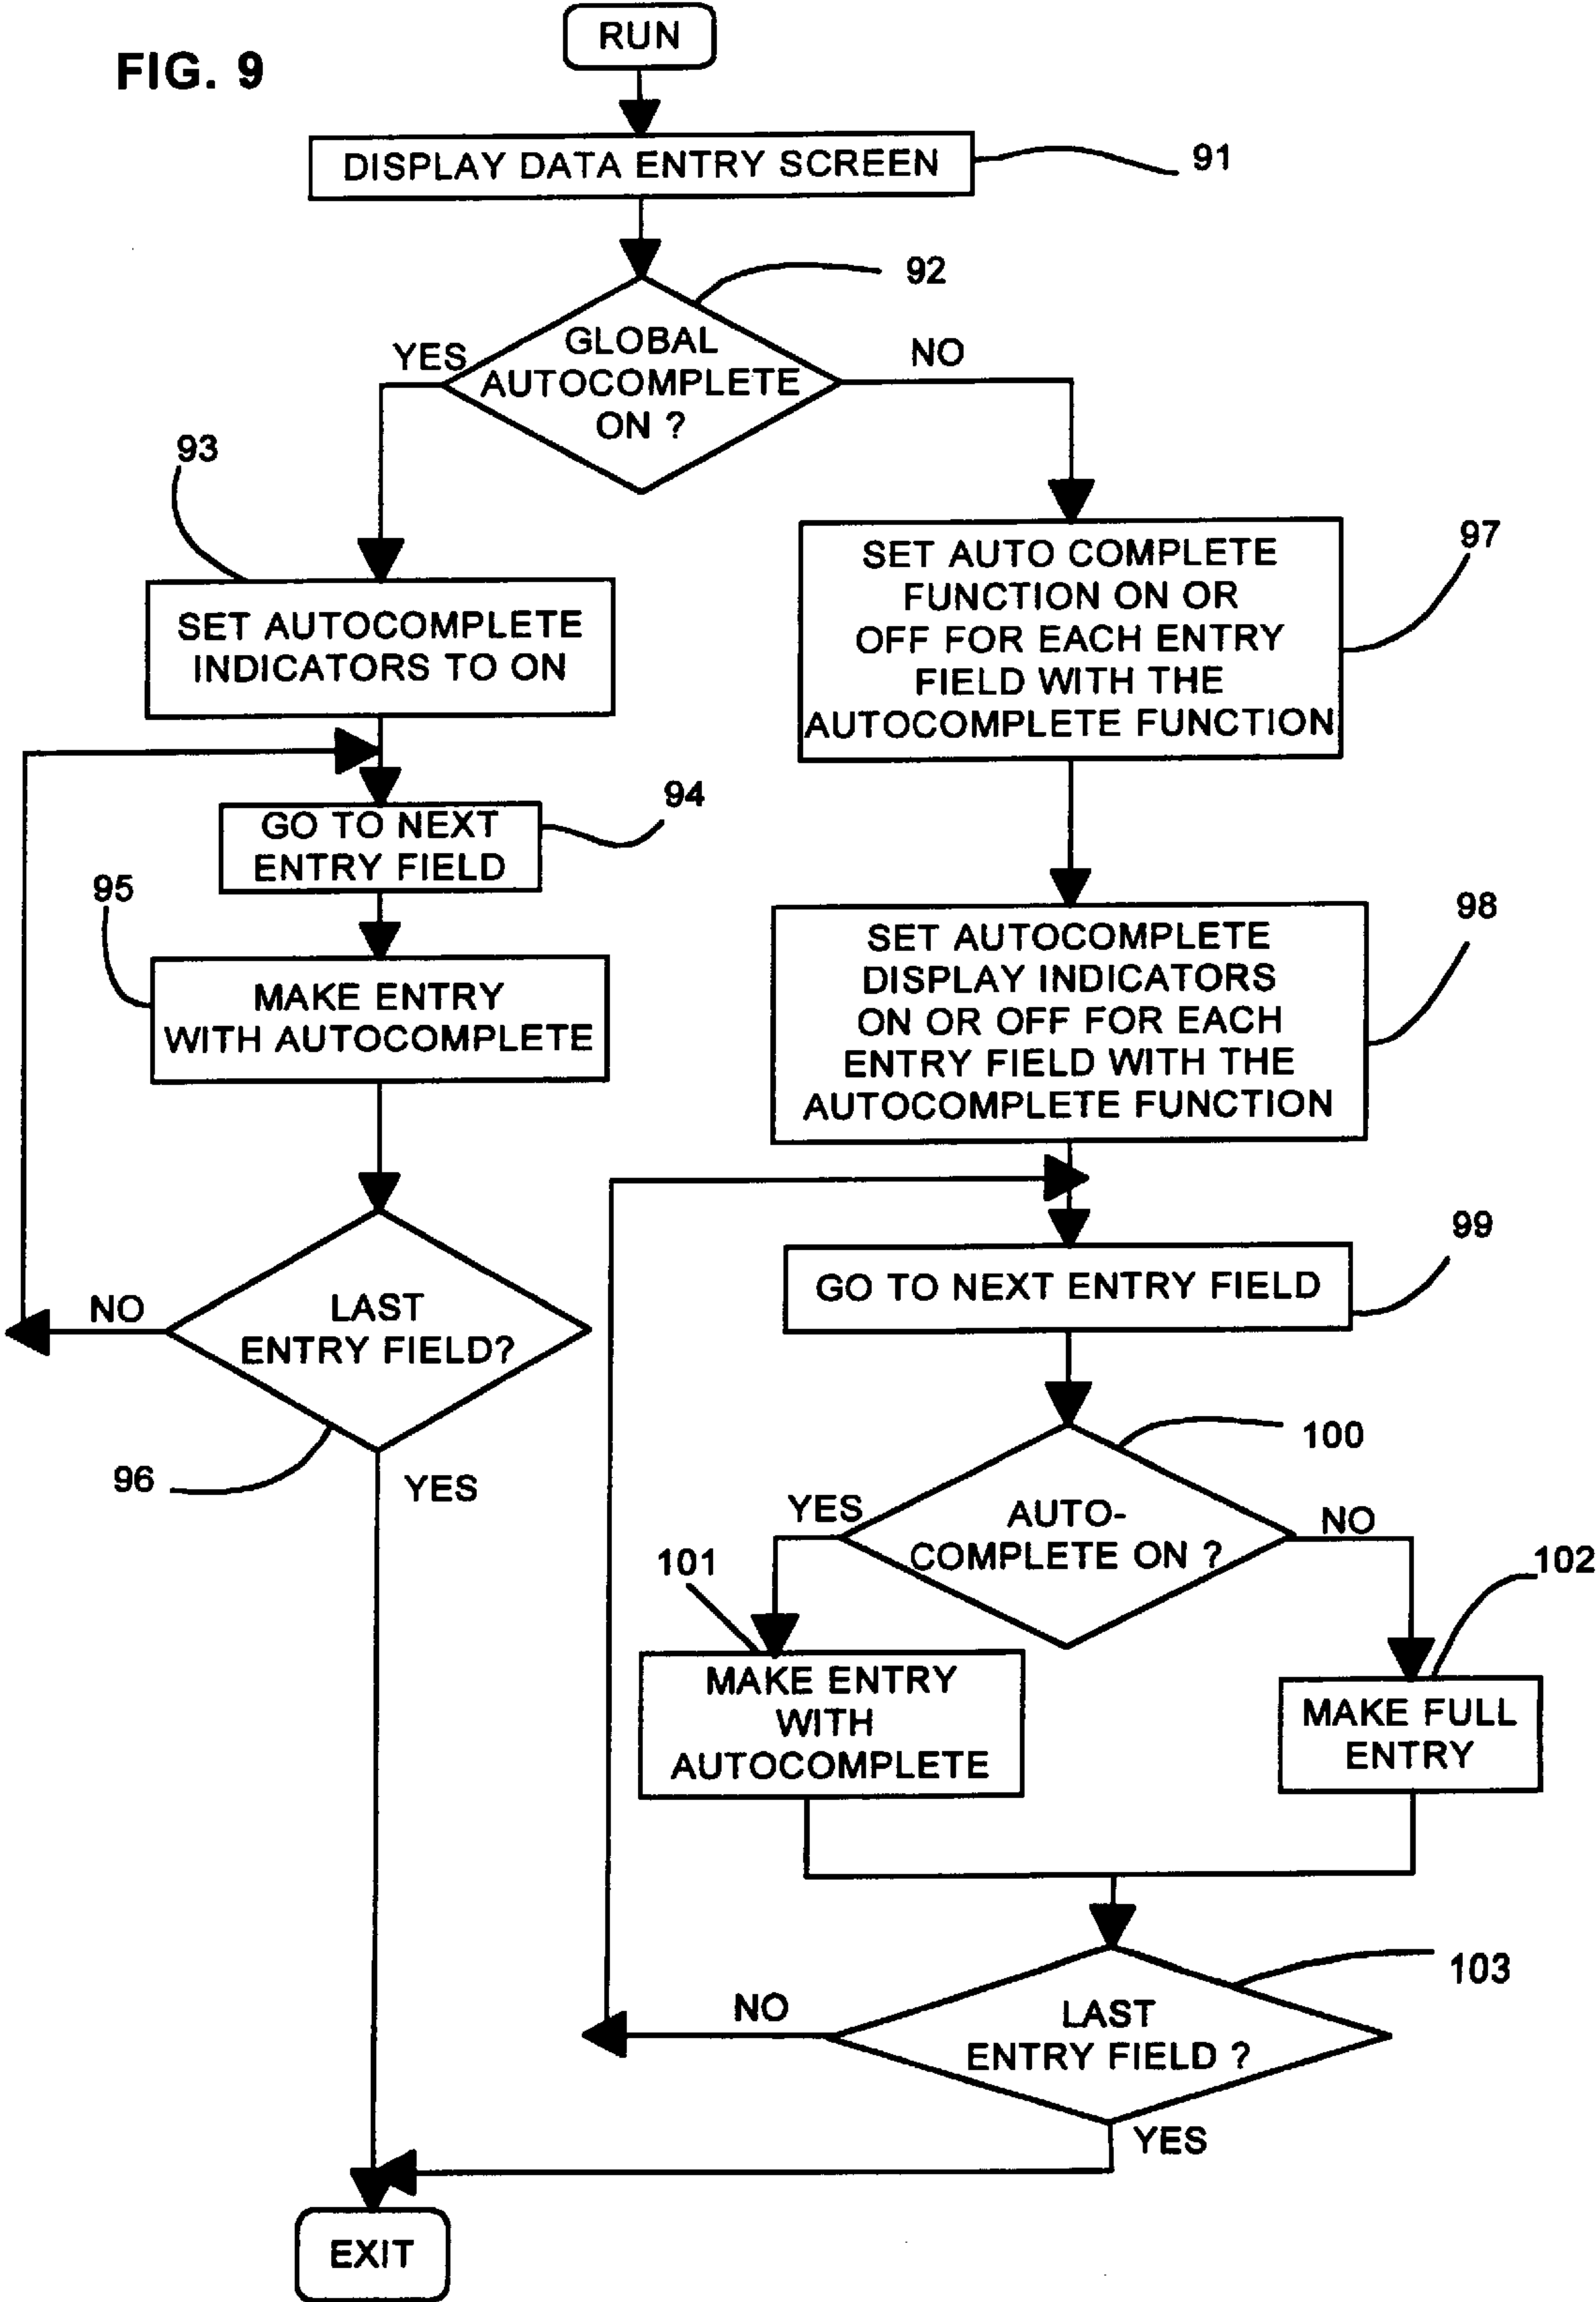 FIG. 9
RUN
DISPLAY DATA ENTRY SCREEN
91
92
GLOBAL
AUTOCOMPLETE
ON ?
YES
NO
93
SET AUTOCOMPLETE
INDICATORS TO ON
97
SET AUTO COMPLETE
FUNCTION ON OR
OFF FOR EACH ENTRY
FIELD WITH THE
AUTOCOMPLETE FUNCTION
94
GO TO NEXT
ENTRY FIELD
95
MAKE ENTRY
WITH AUTOCOMPLETE
98
SET AUTOCOMPLETE
DISPLAY INDICATORS
ON OR OFF FOR EACH
ENTRY FIELD WITH THE
AUTOCOMPLETE FUNCTION
99
GO TO NEXT ENTRY FIELD
NO
LAST
ENTRY FIELD?
96
YES
100
YES
AUTO-
COMPLETE ON ?
NO
101
102
MAKE ENTRY
WITH
AUTOCOMPLETE
MAKE FULL
ENTRY
103
NO
LAST
ENTRY FIELD ?
YES
EXIT